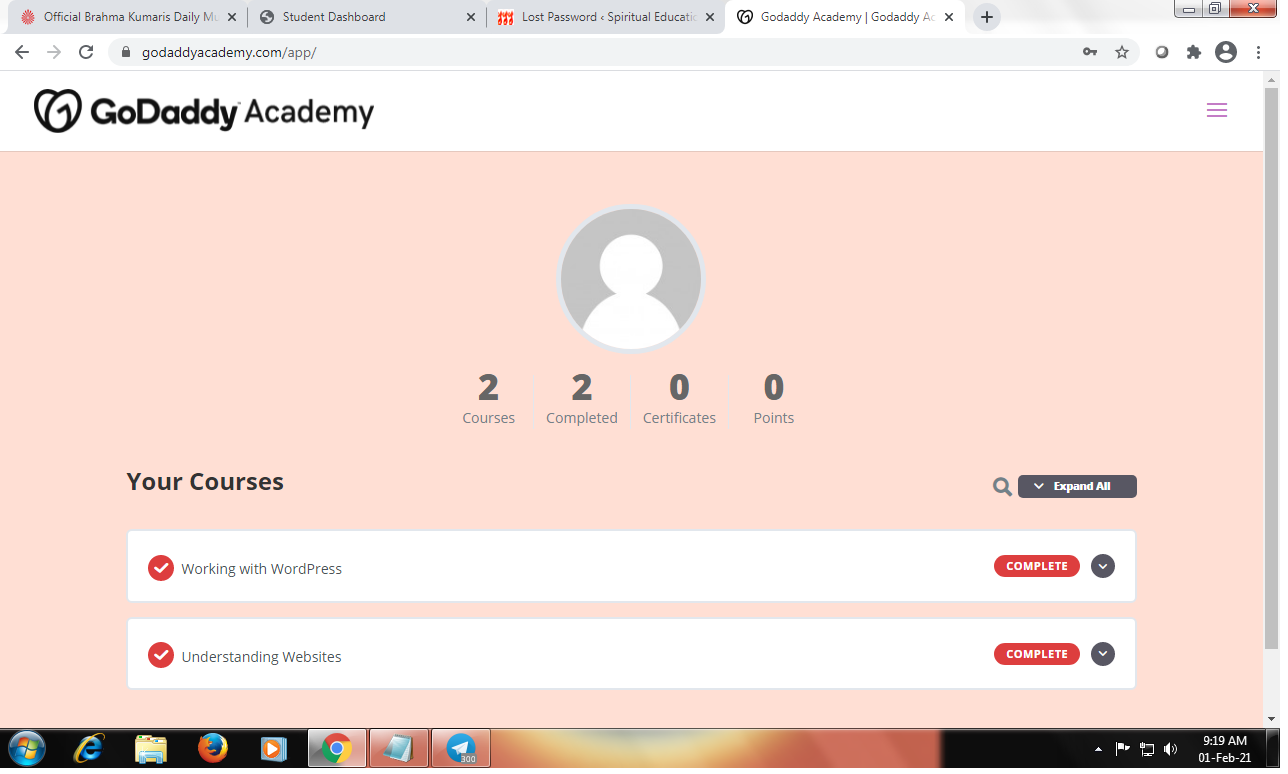 Official Brahma Kumaris Daily Mu
Student Dashboard
Lost Password ‹ Spiritual Educatio
Godaddy Academy | Godaddy Ac
godaddyacademy.com/app/
GoDaddy Academy
2 2 0 0
Courses Completed Certificates Points
Your Courses
Expand All
Working with WordPress COMPLETE
Understanding Websites COMPLETE
300
9:19 AM
01-Feb-21